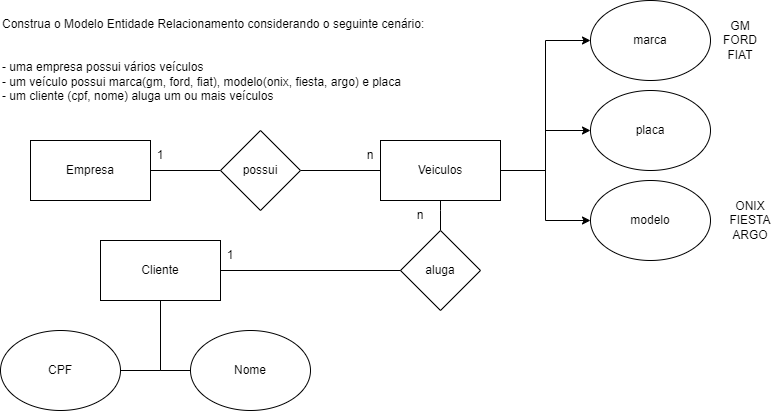 Construa o Modelo Entidade Relacionamento considerando o seguinte cenário:
- uma empresa possui vários veículos
- um veículo possui marca(gm, ford, fiat), modelo(onix, fiesta, argo) e placa
- um cliente (cpf, nome) aluga um ou mais veículos
marca
GM
FORD
FIAT
placa
Empresa
1
possui
n
Veiculos
modelo
ONIX
FIESTA
ARGO
n
Cliente
1
aluga
CPF
Nome